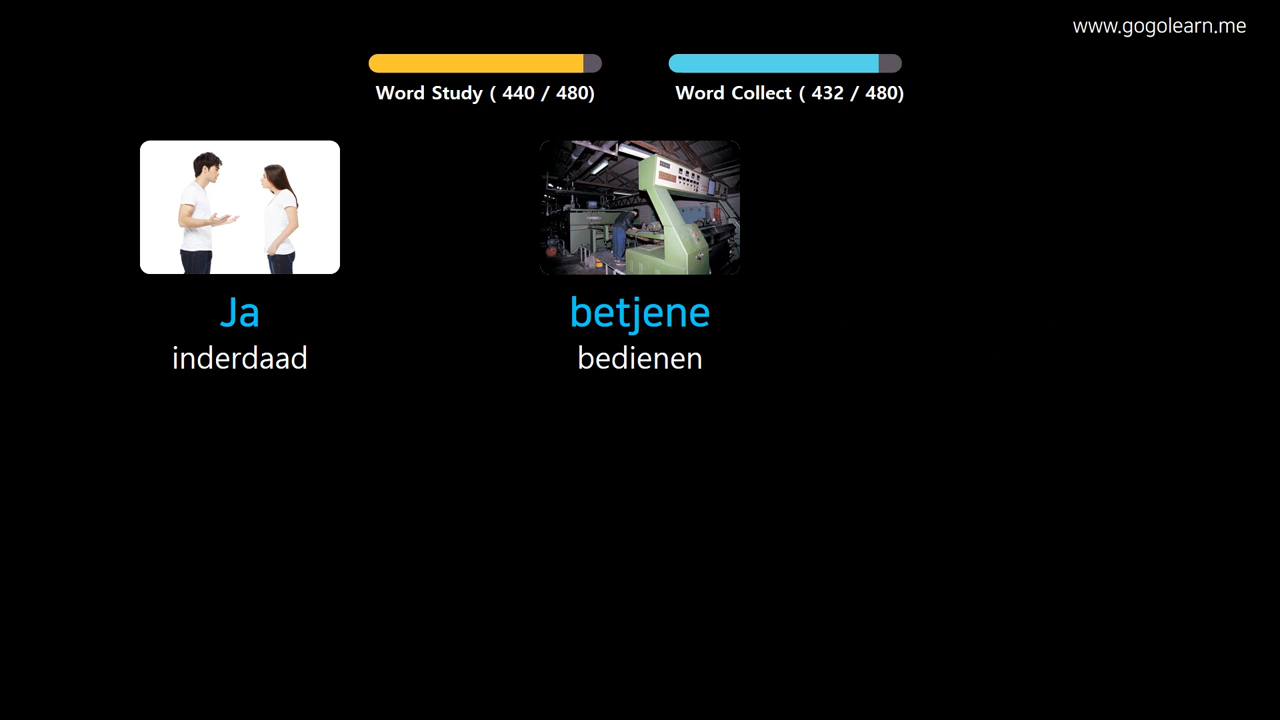 www.gogolearn.me
Word Study ( 440 / 480)
Word Collect ( 432 / 480)
Ja
inderdaad
betjene
bedienen